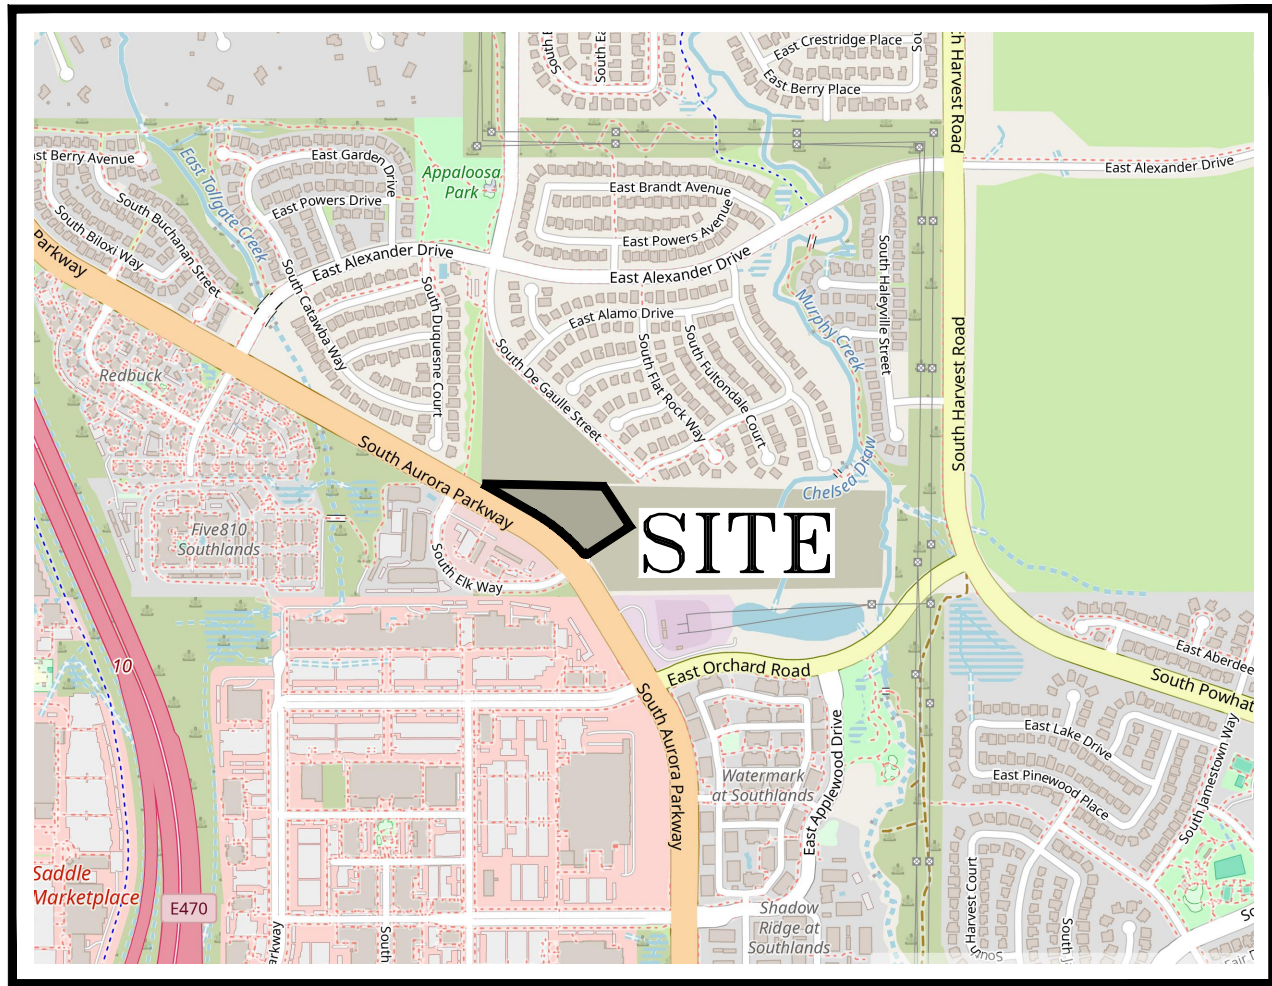 East Crestridge Place
East Berry Place
South Harvest Road
East Alexander Drive
st Berry Avenue
East Garden Drive
Appaloosa
Park
East Brandt Avenue
East Powers Drive
East Powers Avenue
South Buchanan Street
South Biloxi Way
East Tollgate Creek
Parkway
East Alexander Drive
East Alexander Drive
South Catawba Way
South Duquesne Court
East Alamo Drive
South De Gaulle Street
South Flat Rock Way
South Fultondale Court
Murphy Creek
South Haleyville Street
South Harvest Road
Redbuck
South Aurora Parkway
Chelsea Draw
SITE
Five810
Southlands
South Elk Way
10
East Orchard Road
South Aurora Parkway
East Aberdee
South Powhat
East Lake Drive
East Pinewood Place
South Jamestown Way
Watermark
at Southlands
East Applewood Drive
Saddle
Marketplace
E470
Shadow
Ridge at
Southlands
arkway
South
Harvest Court
South